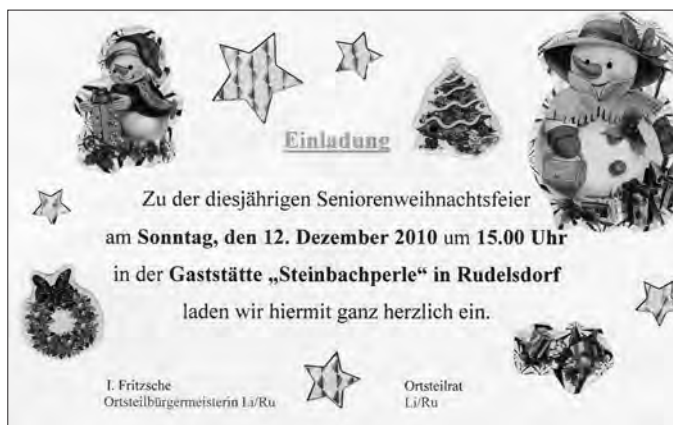 Einladung
Zu der diesjährigen Seniorenweihnachtsfeier
am Sonntag, den 12. Dezember 2010 um 15.00 Uhr
in der Gaststätte „Steinbachperle“ in Rudelsdorf
laden wir hiermit ganz herzlich ein.
I. Fritzsche
Ortsteilbürgermeisterin Li/Ru
Ortsteilrat
Li/Ru